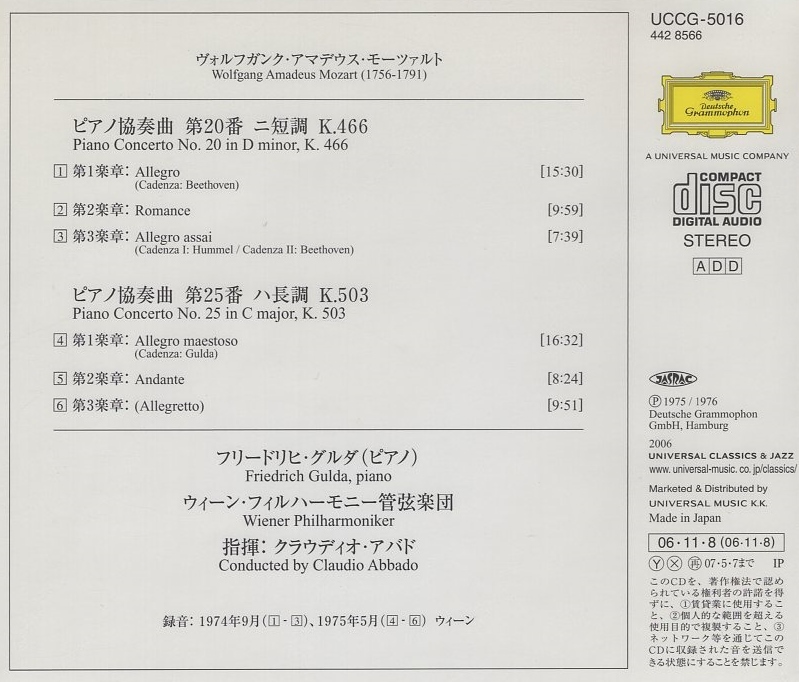 ヴォルフガンク・アマデウス・モーツァルト
Wolfgang Amadeus Mozart (1756-1791)
ピアノ協奏曲 第20番 ニ短調 K.466
Piano Concerto No. 20 in D minor, K. 466
1 第1楽章: Allegro [15:30]
(Cadenza: Beethoven)
2 第2楽章: Romance [9:59]
3 第3楽章: Allegro assai [7:39]
(Cadenza I: Hummel / Cadenza II: Beethoven)
ピアノ協奏曲 第25番 ハ長調 K.503
Piano Concerto No. 25 in C major, K. 503
4 第1楽章: Allegro maestoso [16:32]
(Cadenza: Gulda)
5 第2楽章: Andante [8:24]
6 第3楽章: (Allegretto) [9:51]
フリードリヒ・グルダ(ピアノ)
Friedrich Gulda, piano
ウィーン・フィルハーモニー管弦楽団
Wiener Philharmoniker
指揮: クラウディオ・アバド
Conducted by Claudio Abbado
録音: 1974年9月(1-3)、1975年5月(4-6) ウィーン
UCCG-5016
442 8566
Deutsche
Grammophon
A UNIVERSAL MUSIC COMPANY
COMPACT
disc
DIGITAL AUDIO
STEREO
ADD
JASRAC
Ⓟ 1975 / 1976
Deutsche Grammophon
GmbH, Hamburg
2006
UNIVERSAL CLASSICS & JAZZ
www. universal-music. co.jp/classics/
Marketed & Distributed by
UNIVERSAL MUSIC K.K.
Made in Japan
06・11・8 (06・11・8)
Ⓨ Ⓧ 再 07・5・7まで IP
このCDを、著作権法で認め
られている権利者の許諾を得
ずに、①賃貸業に使用するこ
と、②個人的な範囲を超える
使用目的で複製すること、③
ネットワーク等を通じてこの
CDに収録された音を送信で
きる状態にすることを禁じます。